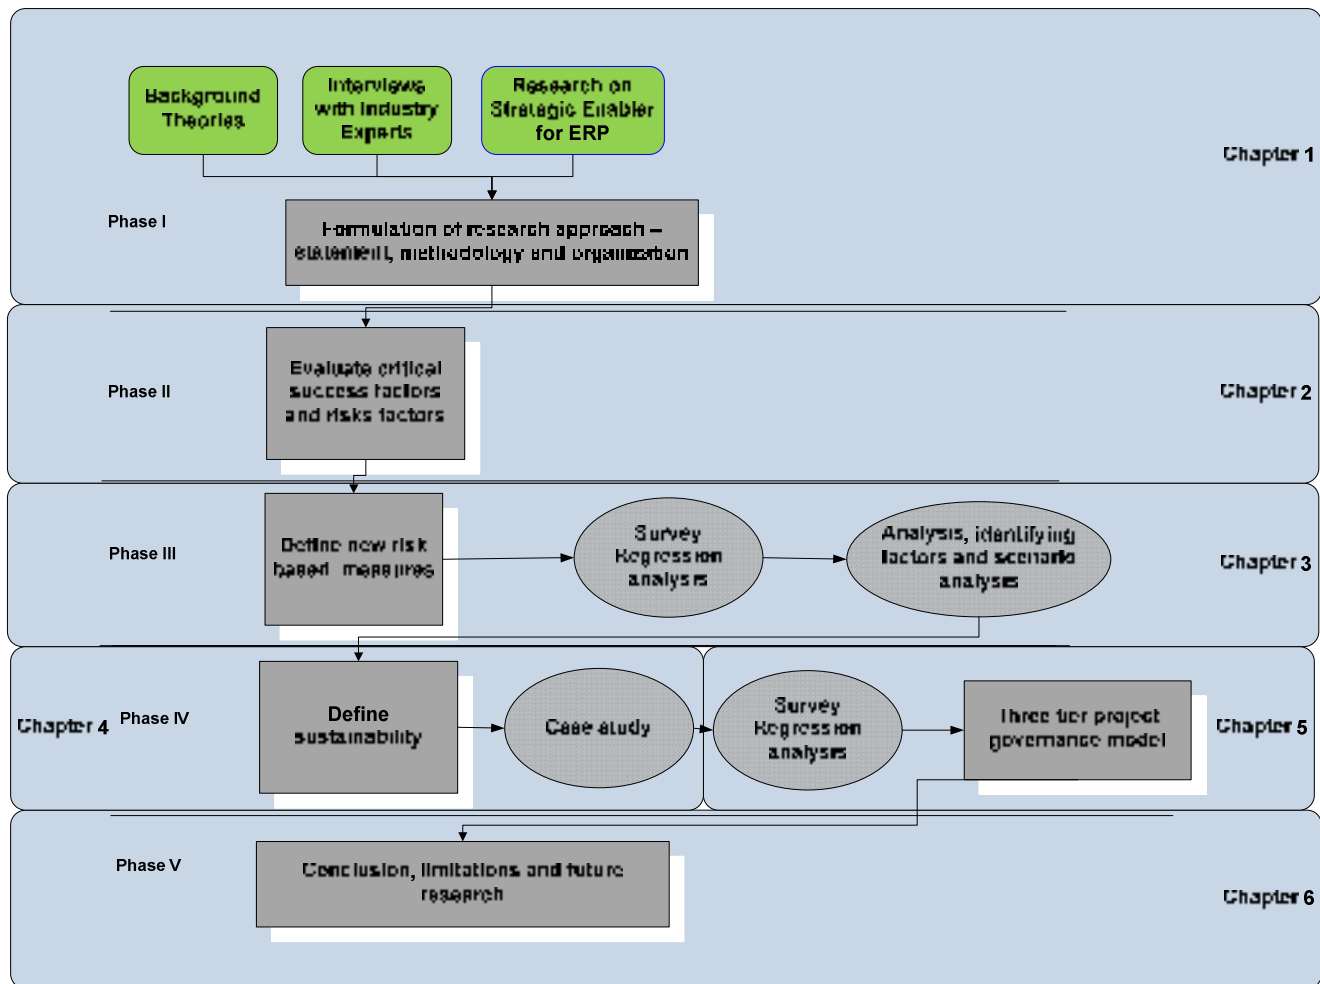 Background
Theories
Interviews
with Industry
Experts
Research on
Strategic Enabler
for ERP
Chapter 1
Phase I
Formulation of research approach –
statement, methodology and organization
Phase II
Evaluate critical
success factors
and risks factors
Chapter 2
Phase III
Define new risk
based measures
Survey
Regression
analysis
Analysis, identifying
factors and scenario
analysis
Chapter 3
Chapter 4
Phase IV
Define
sustainability
Case study
Survey
Regression
analysis
Three tier project
governance model
Chapter 5
Phase V
Conclusion, limitations and future
research
Chapter 6